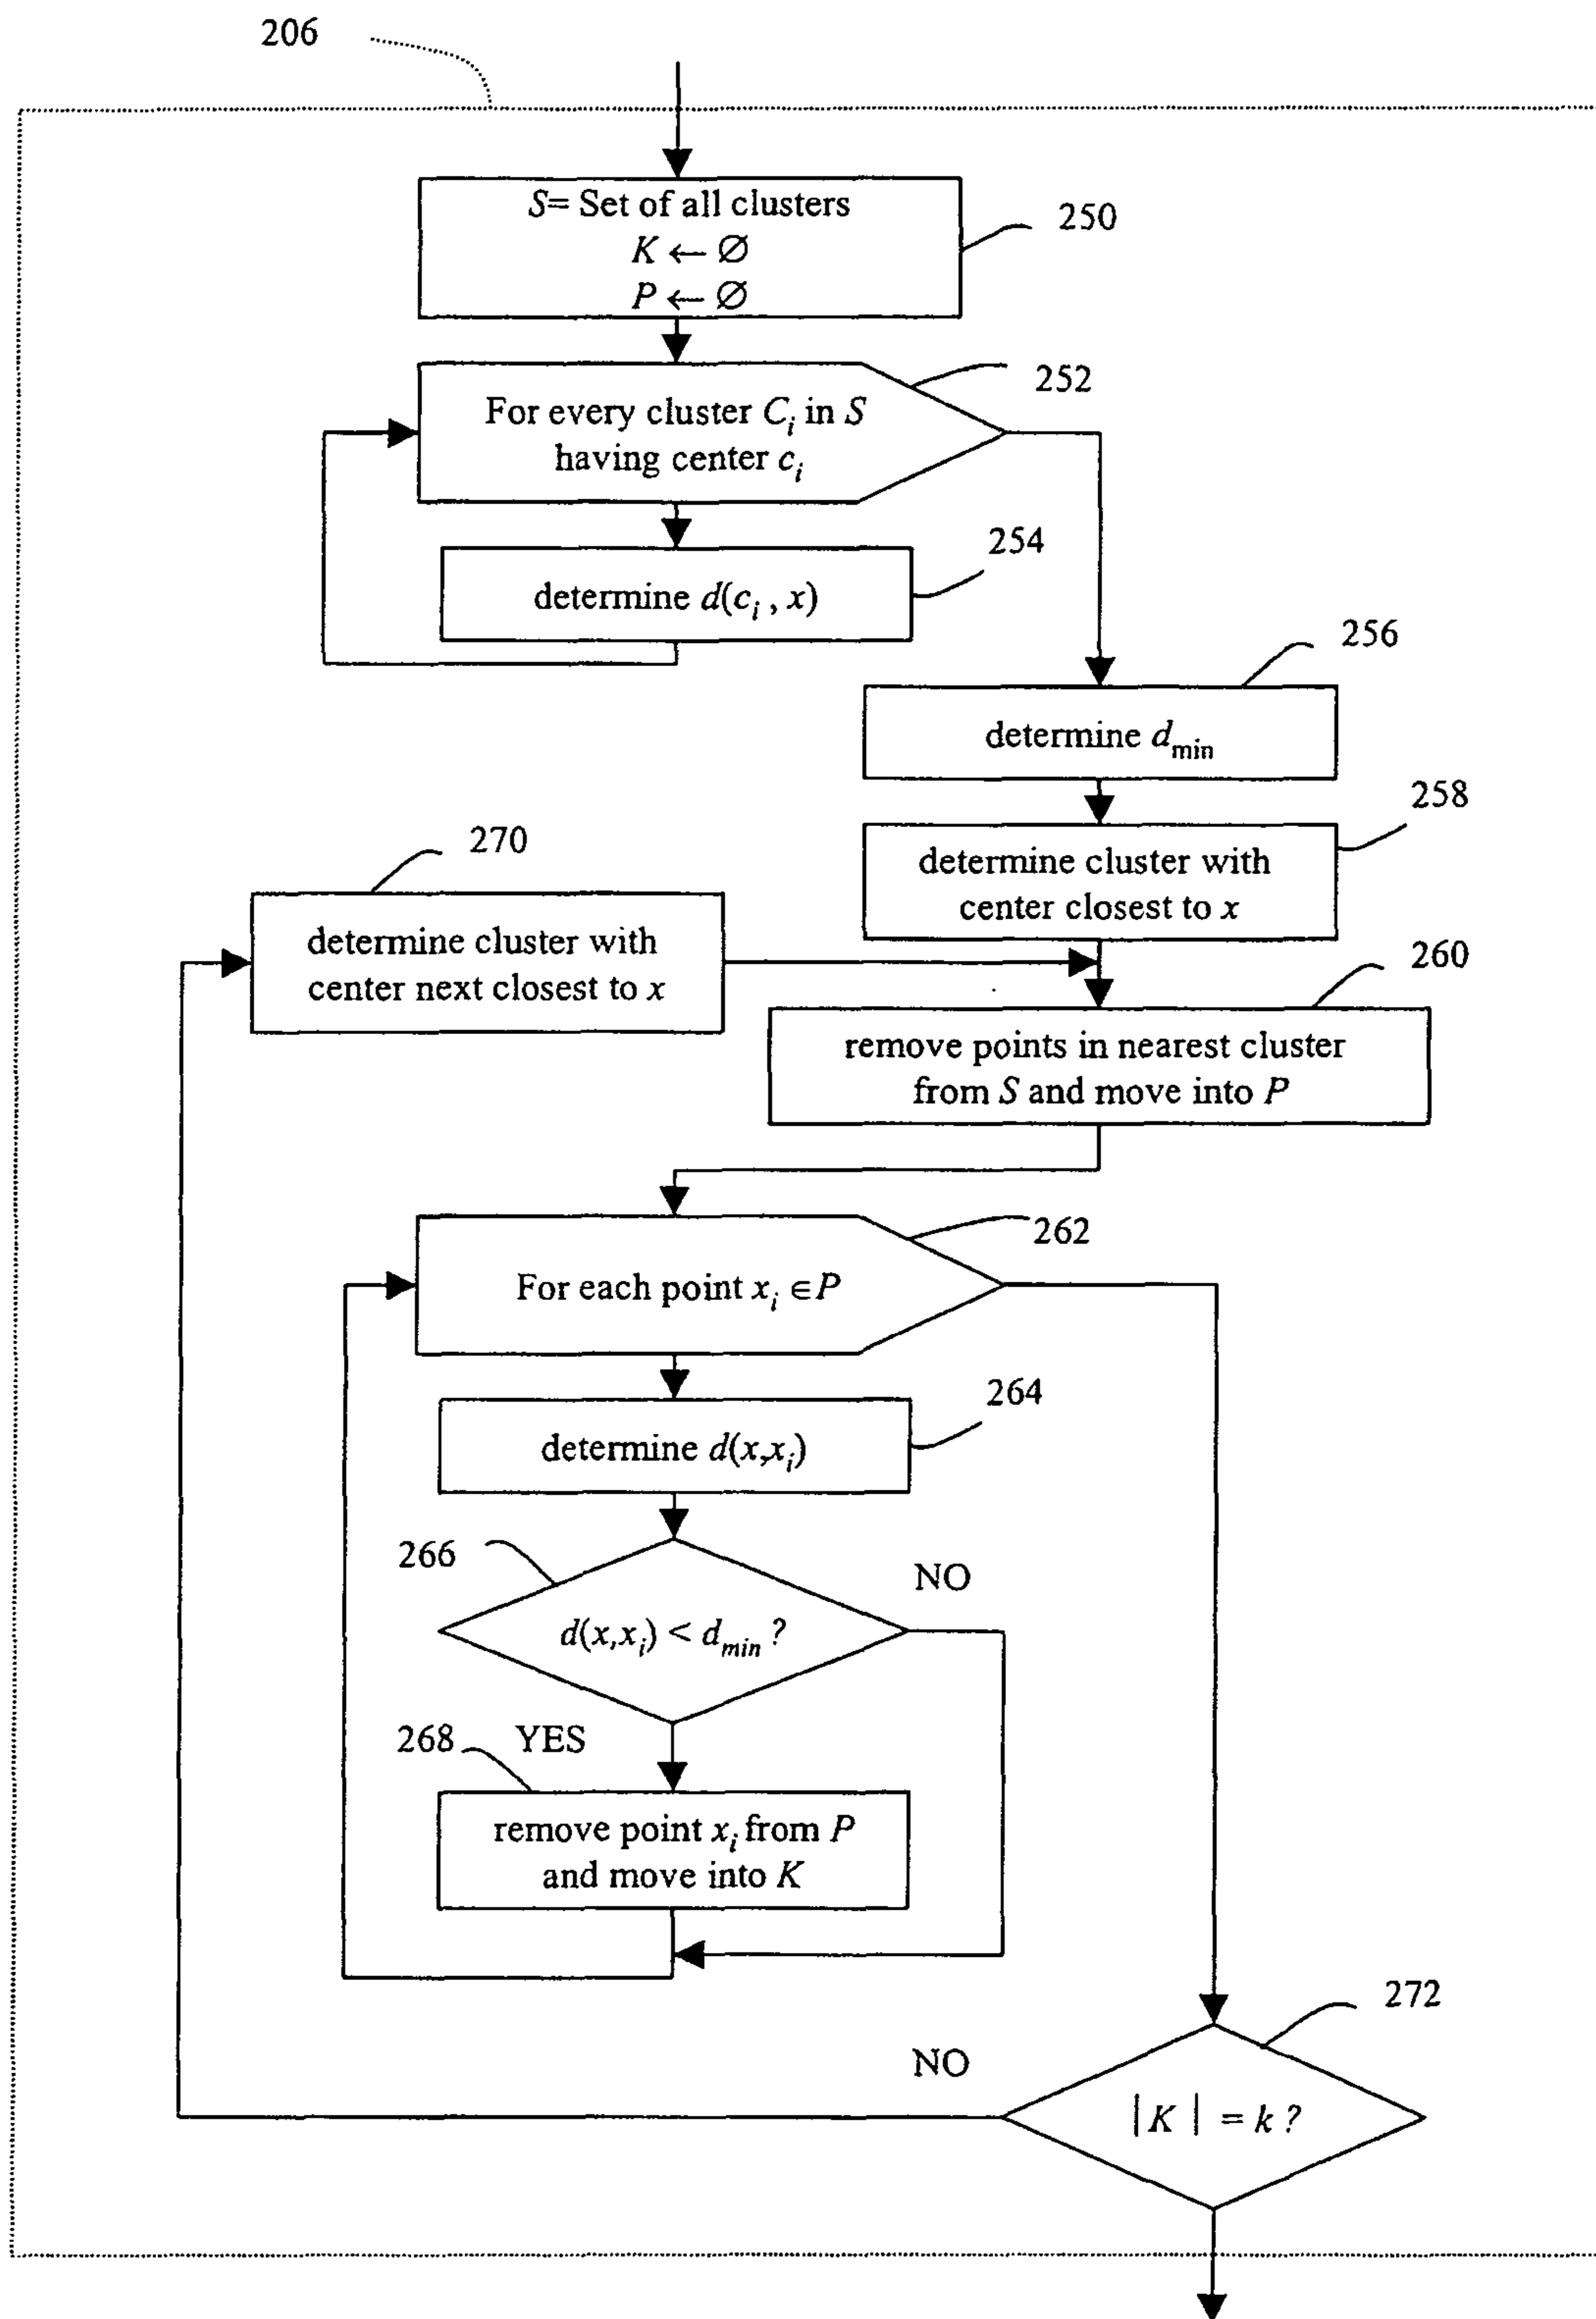 206
S= Set of all clusters
K ← ∅
P ← ∅
250
For every cluster C_i in S
having center c_i
252
determine d(c_i , x)
254
256
determine d_min
258
determine cluster with
center closest to x
270
determine cluster with
center next closest to x
260
remove points in nearest cluster
from S and move into P
262
For each point x_i ∈P
264
determine d(x,x_i)
266
NO
d(x,x_i) < d_min ?
268
YES
remove point x_i from P
and move into K
272
NO
|K | = k ?